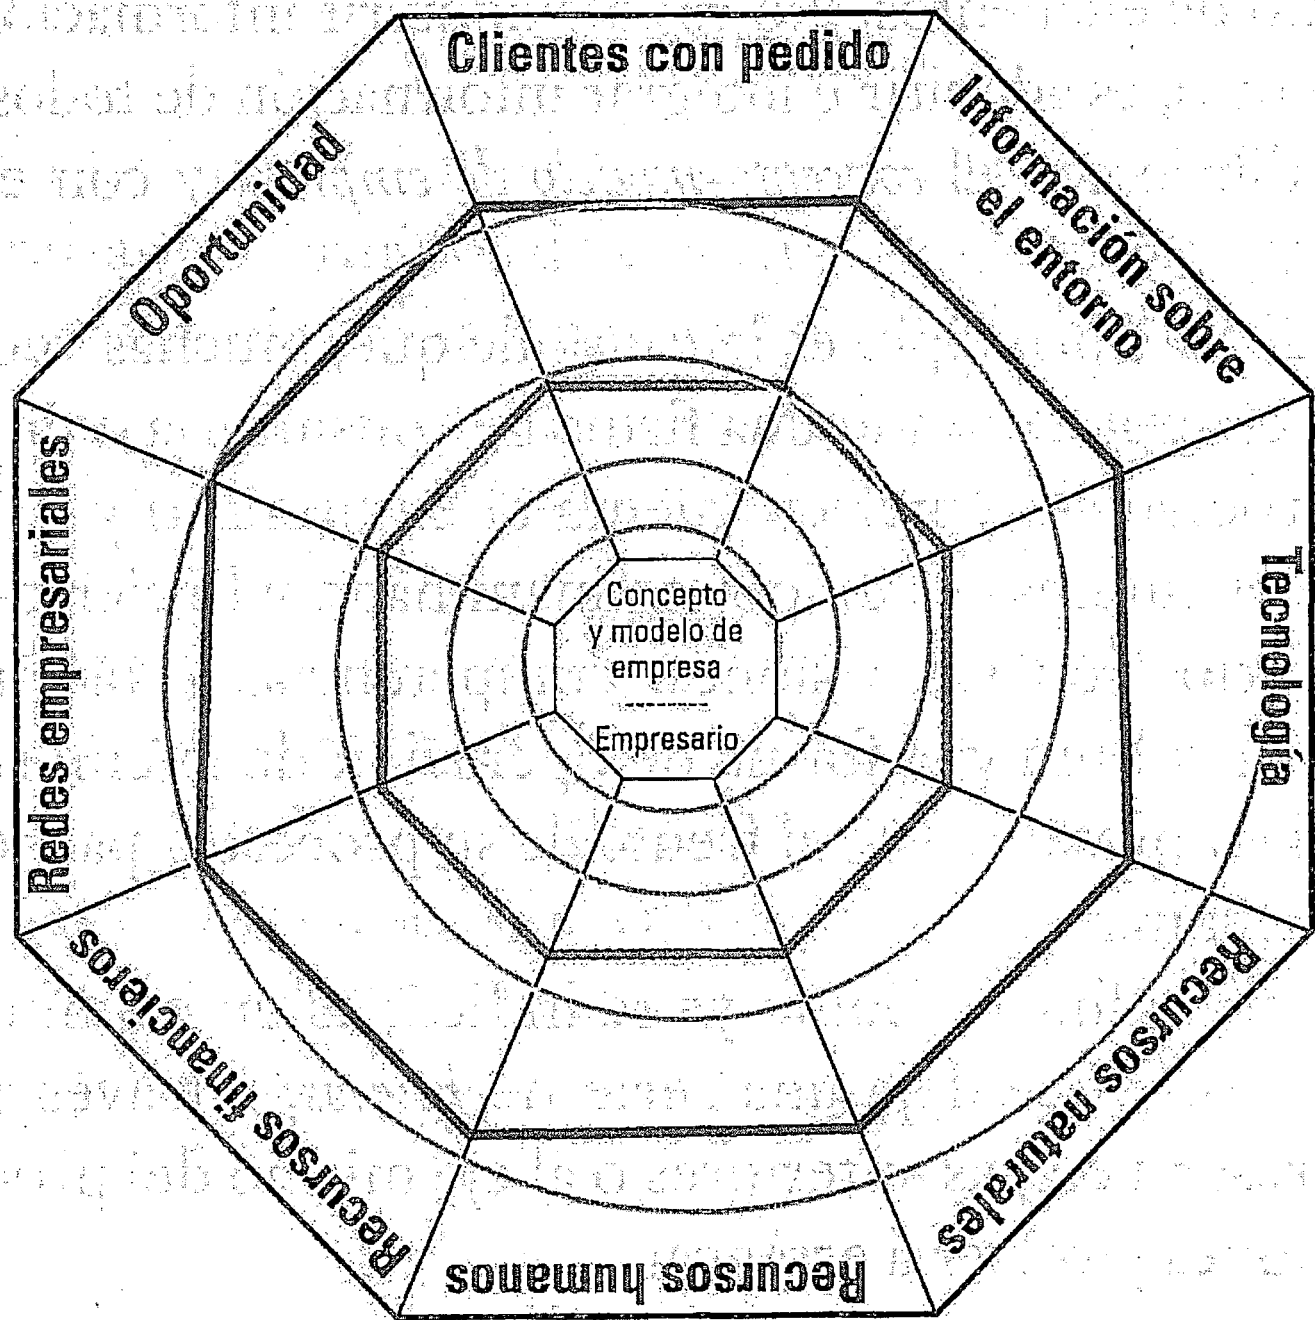 Clientes con pedido
Información sobre
el entorno
Tecnología
Recursos naturales
Recursos humanos
Recursos financieros
Redes empresariales
Oportunidad
Concepto
y modelo de
empresa
--------
Empresario